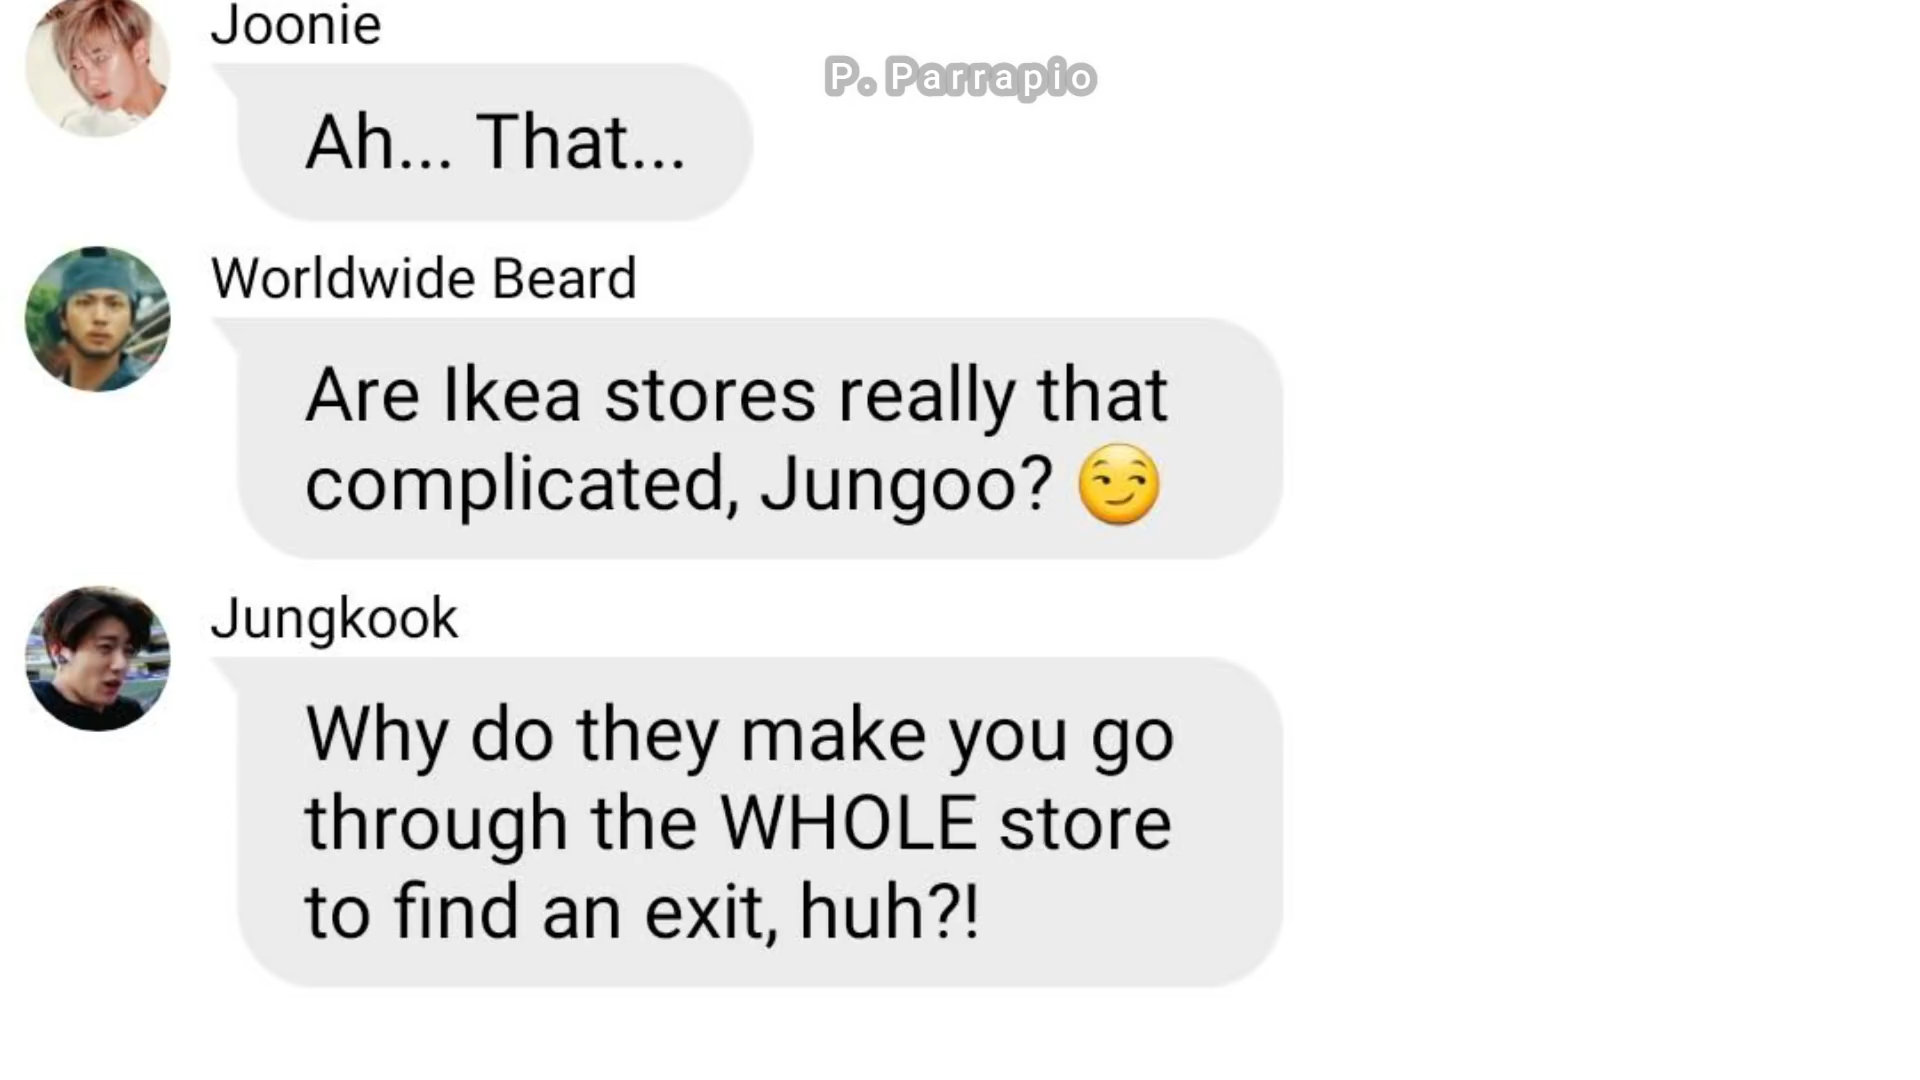 Joonie
P. Parrapio
Ah... That...
Worldwide Beard
Are Ikea stores really that
complicated, Jungoo? 😏
Jungkook
Why do they make you go
through the WHOLE store
to find an exit, huh?!